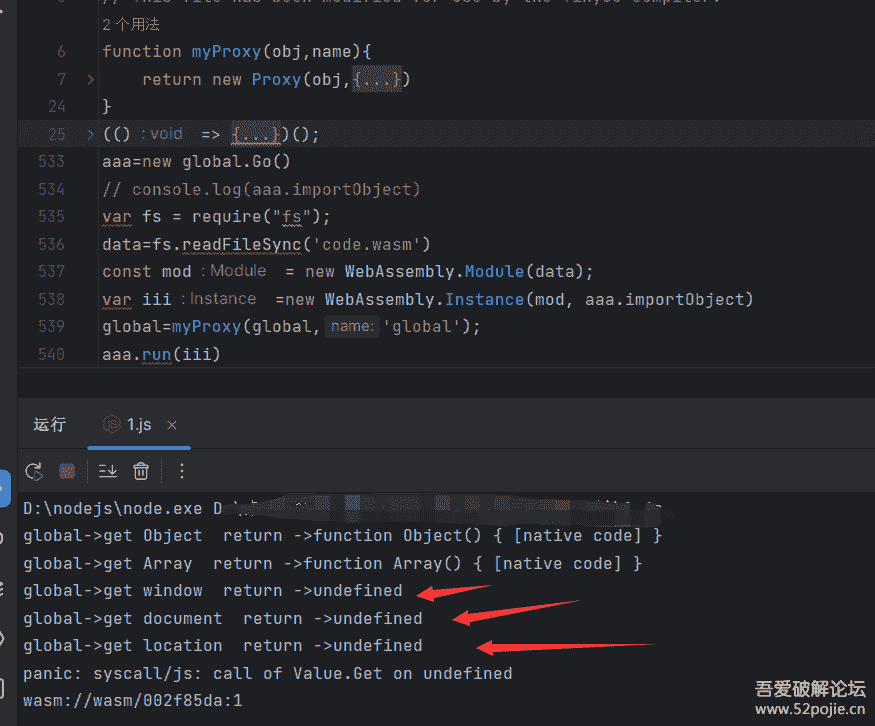 2 个用法
6 function myProxy(obj,name){
7 return new Proxy(obj,{...})
24 }
25 (() :void => {...})();
533 aaa=new global.Go()
534 // console.log(aaa.importObject)
535 var fs = require("fs");
536 data=fs.readFileSync('code.wasm')
537 const mod :Module = new WebAssembly.Module(data);
538 var iii :Instance =new WebAssembly.Instance(mod, aaa.importObject)
539 global=myProxy(global, name: 'global');
540 aaa.run(iii)
运行 JS 1.js ×
D:\nodejs\node.exe D
global->get Object return ->function Object() { [native code] }
global->get Array return ->function Array() { [native code] }
global->get window return ->undefined
global->get document return ->undefined
global->get location return ->undefined
panic: syscall/js: call of Value.Get on undefined
wasm://wasm/002f85da:1
吾爱破解论坛
www.52pojie.cn